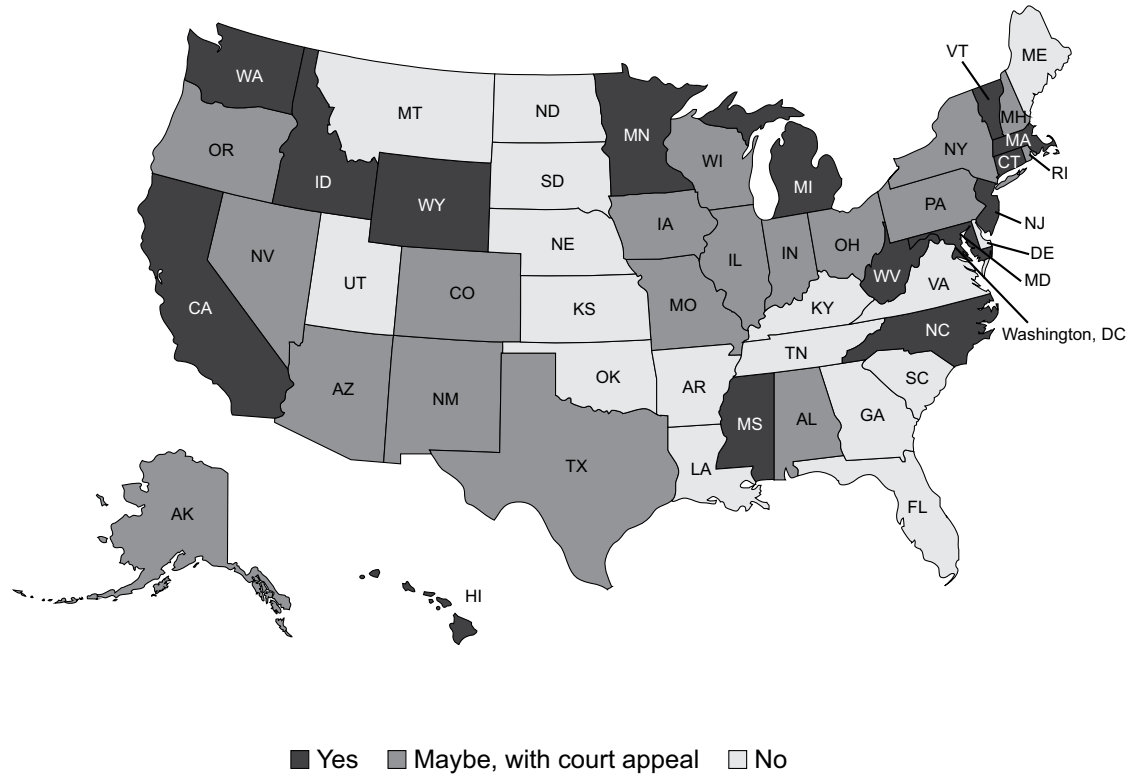 VT
ME
WA
MT
ND
MN
MH
OR
ID
SD
WI
NY
MA
CT
RI
WY
MI
IA
PA
NJ
NE
NV
UT
CO
IL
IN
OH
DE
WV
MD
VA
CA
KS
MO
KY
NC
Washington, DC
TN
OK
AR
SC
AZ
NM
MS
AL
GA
TX
LA
FL
AK
HI
Yes
Maybe, with court appeal
No